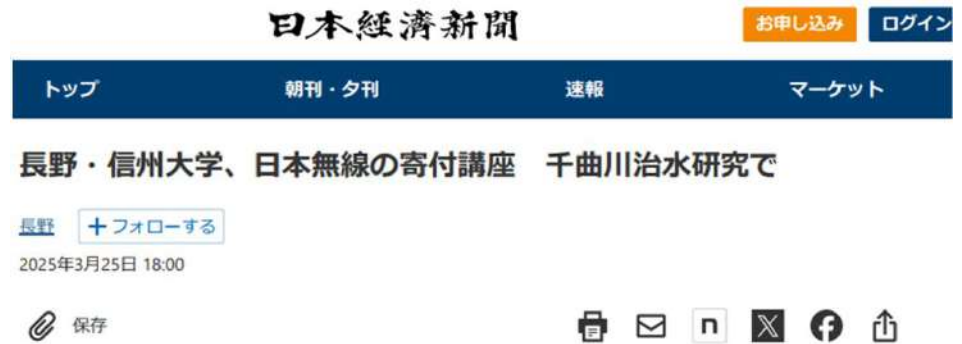 日本経済新聞
お申し込み ログイン
トップ 朝刊・夕刊 速報 マーケット
長野・信州大学、日本無線の寄付講座 千曲川治水研究で
長野 +フォローする
2025年3月25日 18:00
保存 n X f